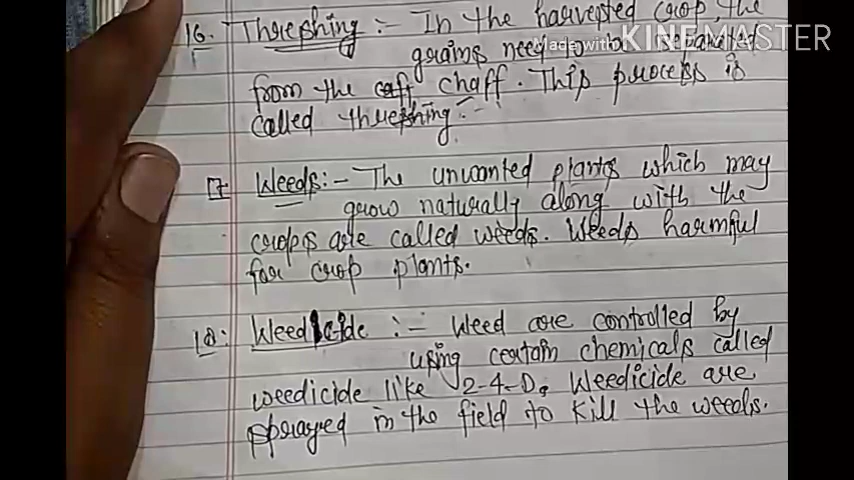 16. Threshing :- In the harvested crop, the
grains need to be separated
Made with KINEMASTER
from the caff chaff. This process is
called threshing :-
17 Weeds :- The unwanted plants which may
grow naturally along with the
crops are called weeds. Weeds harmful
for crop plants.
18: Weedicide :- Weed are controlled by
using certain chemicals called
weedicide like 2-4-D, Weedicide are
sprayed in the field to kill the weeds.